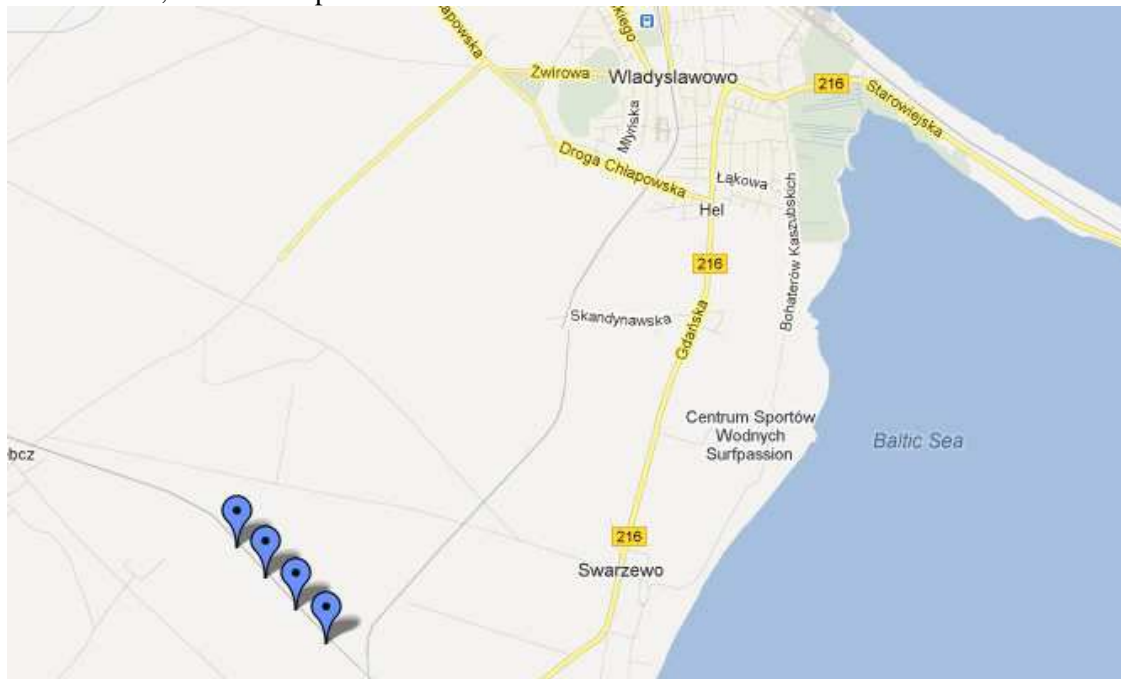 Żwirowa
Władysławowo
216
Starowiejska
Młyńska
Droga Chłapowska
Łąkowa
Hel
Bohaterów Kaszubskich
216
Skandynawska
Gdańska
Centrum Sportów
Wodnych
Surfpassion
Baltic Sea
216
Swarzewo